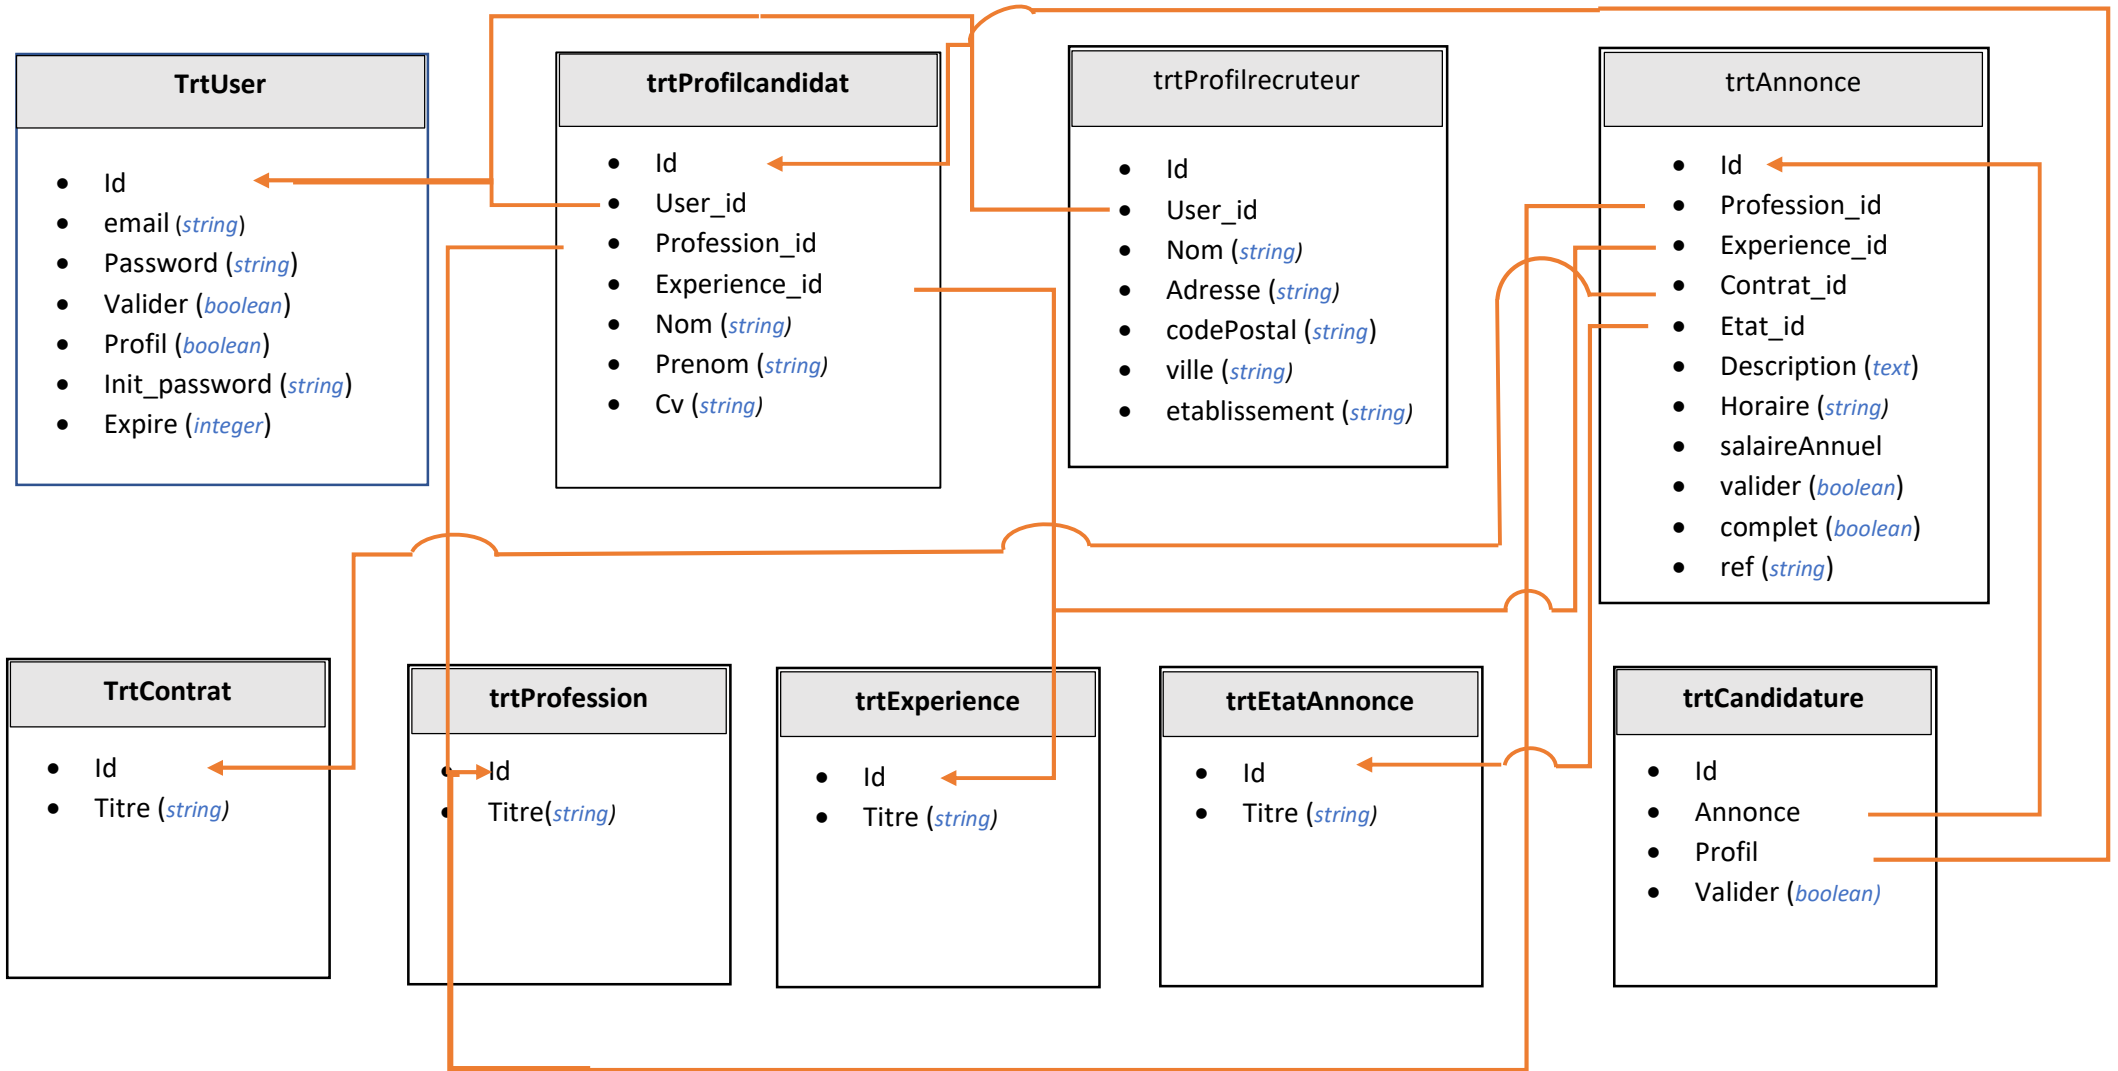 TrtUser
Id
email (string)
Password (string)
Valider (boolean)
Profil (boolean)
Init_password (string)
Expire (integer)
trtProfilcandidat
Id
User_id
Profession_id
Experience_id
Nom (string)
Prenom (string)
Cv (string)
trtProfilrecruteur
Id
User_id
Nom (string)
Adresse (string)
codePostal (string)
ville (string)
etablissement (string)
trtAnnonce
Id
Profession_id
Experience_id
Contrat_id
Etat_id
Description (text)
Horaire (string)
salaireAnnuel
valider (boolean)
complet (boolean)
ref (string)
TrtContrat
Id
Titre (string)
trtProfession
Id
Titre(string)
trtExperience
Id
Titre (string)
trtEtatAnnonce
Id
Titre (string)
trtCandidature
Id
Annonce
Profil
Valider (boolean)